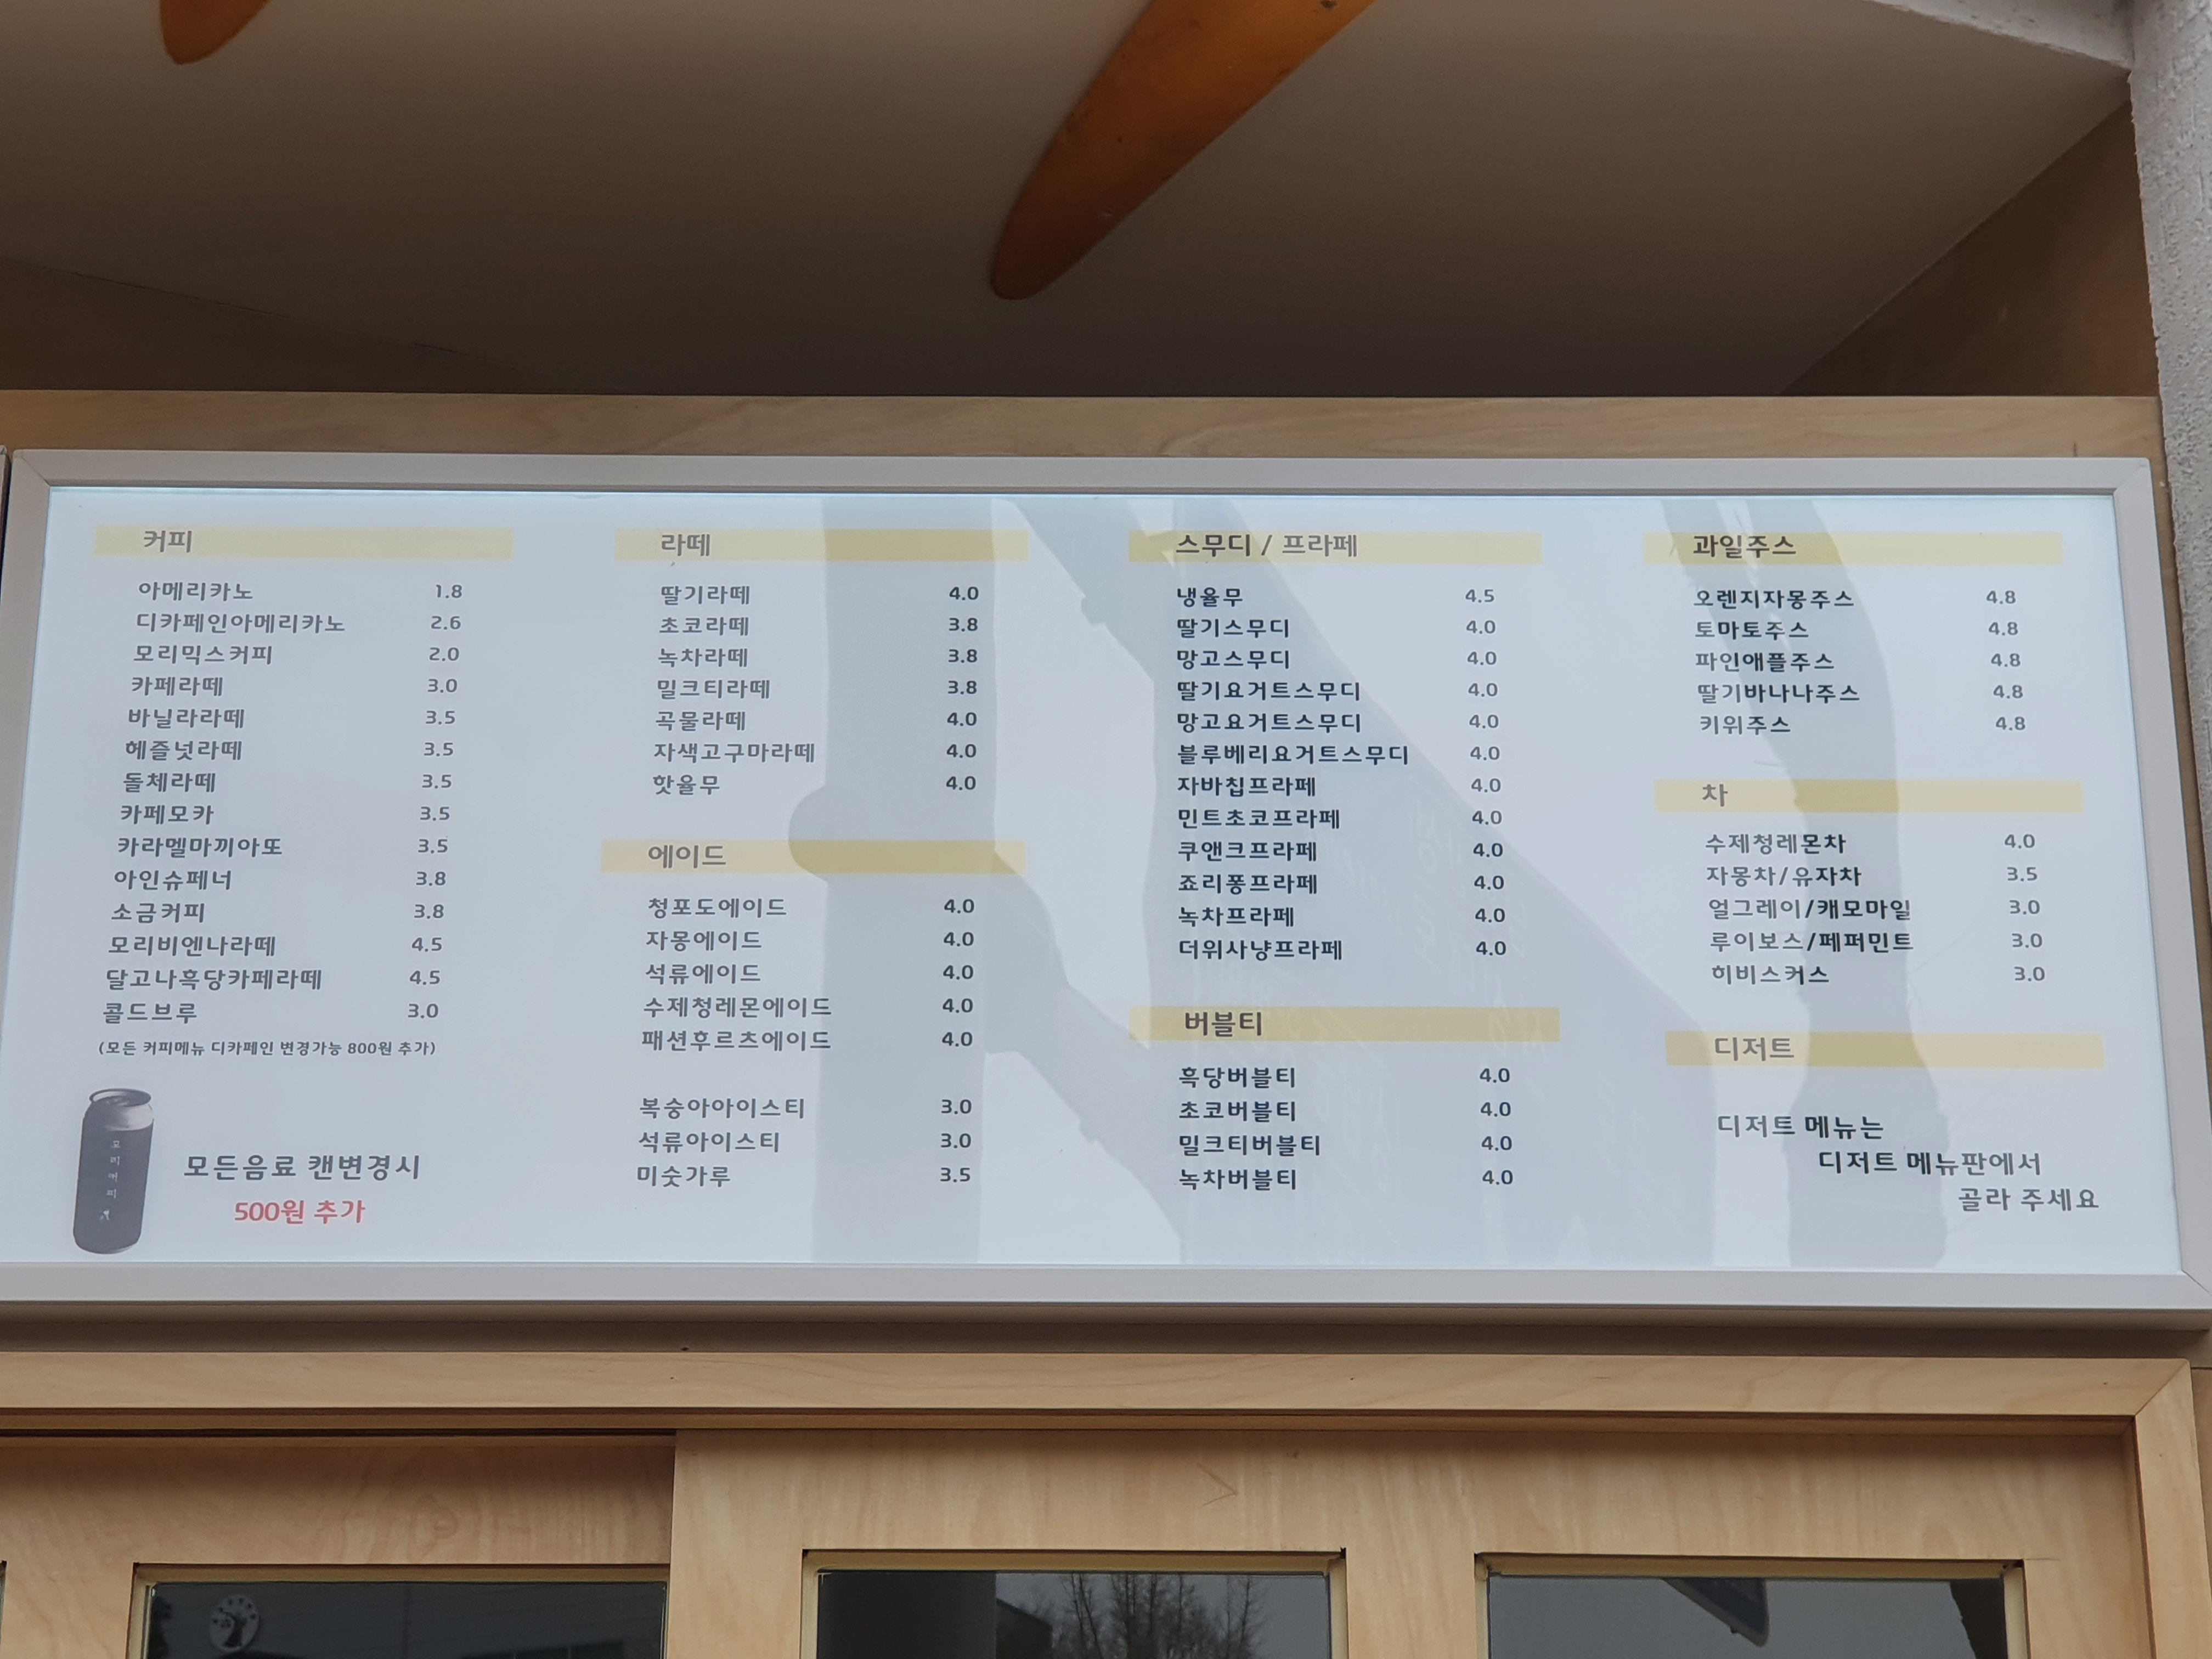 커피
아메리카노 1.8
디카페인아메리카노 2.6
모리믹스커피 2.0
카페라떼 3.0
바닐라라떼 3.5
헤즐넛라떼 3.5
돌체라떼 3.5
카페모카 3.5
카라멜마끼아또 3.5
아인슈페너 3.8
소금커피 3.8
모리비엔나라떼 4.5
달고나흑당카페라떼 4.5
콜드브루 3.0
(모든 커피메뉴 디카페인 변경가능 800원 추가)
모든음료 캔변경시
500원 추가
라떼
딸기라떼 4.0
초코라떼 3.8
녹차라떼 3.8
밀크티라떼 3.8
곡물라떼 4.0
자색고구마라떼 4.0
핫율무 4.0
에이드
청포도에이드 4.0
자몽에이드 4.0
석류에이드 4.0
수제청레몬에이드 4.0
패션후르츠에이드 4.0
복숭아아이스티 3.0
석류아이스티 3.0
미숫가루 3.5
스무디 / 프라페
냉율무 4.5
딸기스무디 4.0
망고스무디 4.0
딸기요거트스무디 4.0
망고요거트스무디 4.0
블루베리요거트스무디 4.0
자바칩프라페 4.0
민트초코프라페 4.0
쿠앤크프라페 4.0
죠리퐁프라페 4.0
녹차프라페 4.0
더위사냥프라페 4.0
버블티
흑당버블티 4.0
초코버블티 4.0
밀크티버블티 4.0
녹차버블티 4.0
과일주스
오렌지자몽주스 4.8
토마토주스 4.8
파인애플주스 4.8
딸기바나나주스 4.8
키위주스 4.8
차
수제청레몬차 4.0
자몽차/유자차 3.5
얼그레이/캐모마일 3.0
루이보스/페퍼민트 3.0
히비스커스 3.0
디저트
디저트 메뉴는
디저트 메뉴판에서
골라 주세요